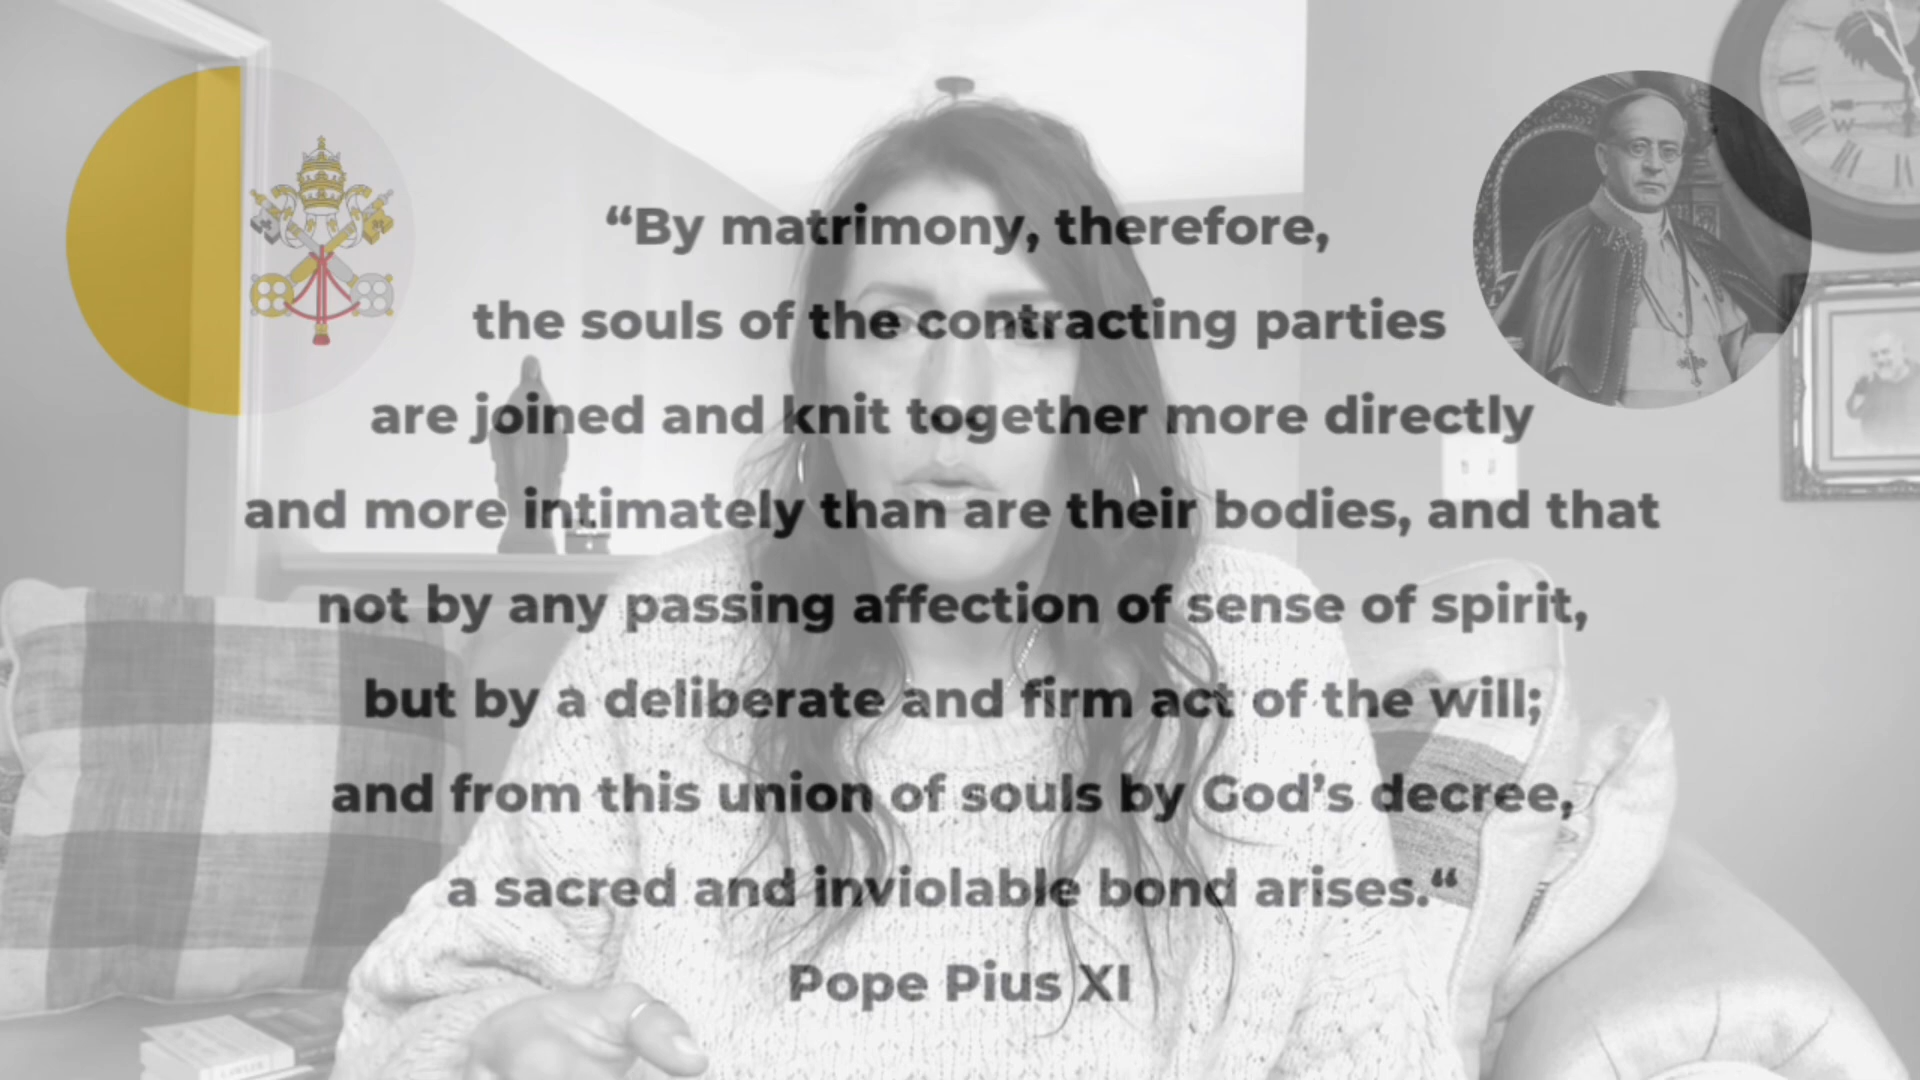 “By matrimony, therefore,
the souls of the contracting parties
are joined and knit together more directly
and more intimately than are their bodies, and that
not by any passing affection of sense of spirit,
but by a deliberate and firm act of the will;
and from this union of souls by God’s decree,
a sacred and inviolable bond arises.“
Pope Pius XI